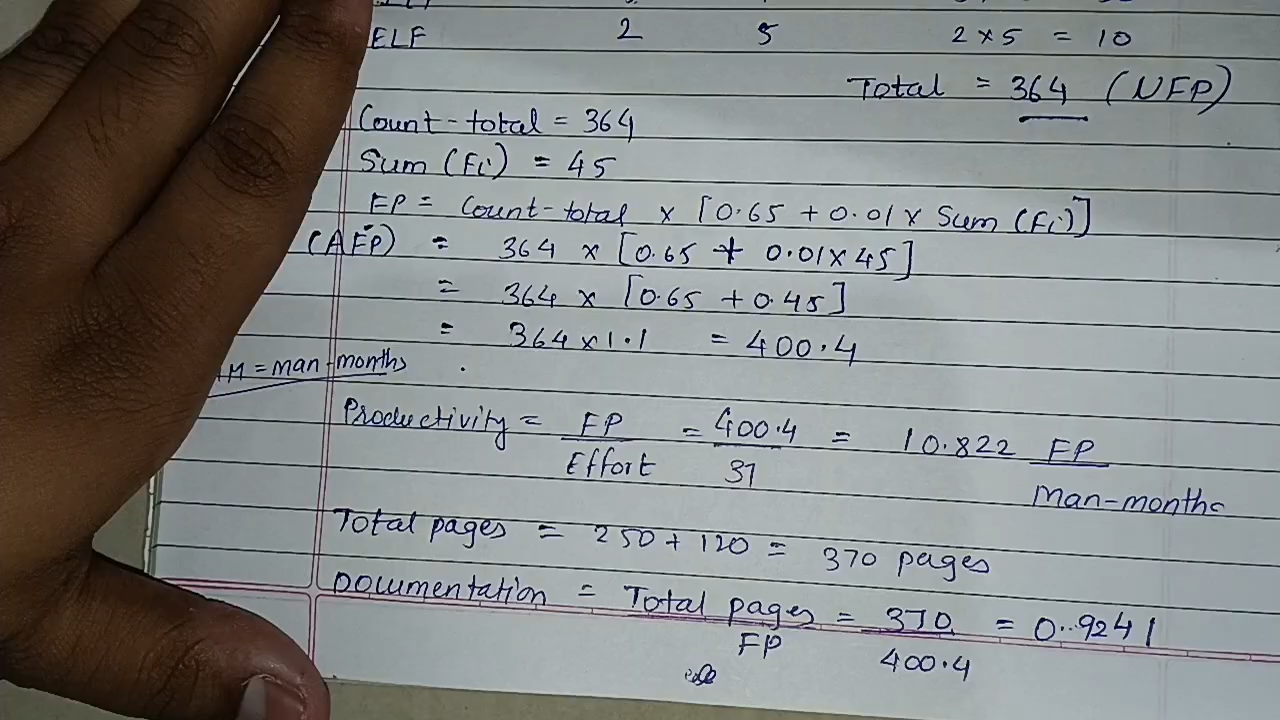 ELF 2 5 2 × 5 = 10
Total = 364 (UFP)
Count-total = 364
Sum (Fi) = 45
FP = Count-total × [0.65 + 0.01 × Sum (Fi)]
(AFP) = 364 × [0.65 + 0.01 × 45]
= 364 × [0.65 + 0.45]
= 364 × 1.1 = 400.4
M = man-months
Productivity = FP / Effort = 400.4 / 37 = 10.822 FP / man-months
Total pages = 250 + 120 = 370 pages
Documentation = Total pages / FP = 370 / 400.4 = 0..9241